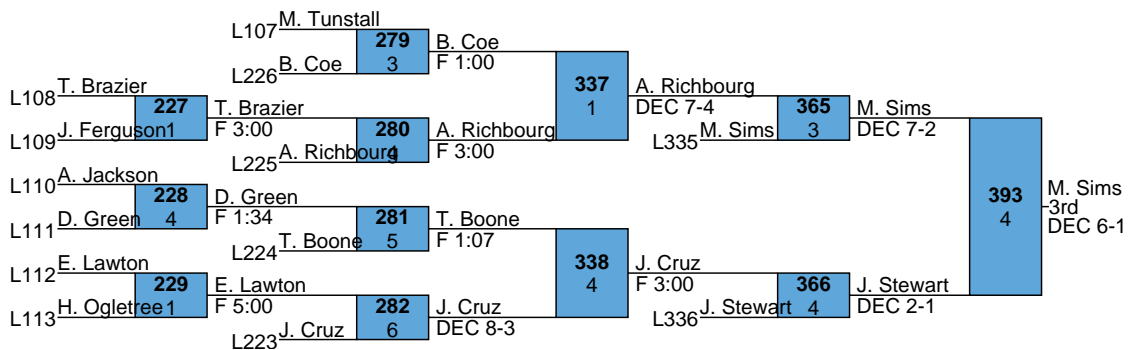 L107 M. Tunstall
279
3
B. Coe
F 1:00
L226 B. Coe
337
1
A. Richbourg
DEC 7-4
L108 T. Brazier
227
1
T. Brazier
F 3:00
L109 J. Ferguson
280
4
A. Richbourg
F 3:00
L225 A. Richbourg
365
3
M. Sims
DEC 7-2
L335 M. Sims
L110 A. Jackson
228
4
D. Green
F 1:34
L111 D. Green
281
5
T. Boone
F 1:07
L224 T. Boone
393
4
M. Sims
3rd
DEC 6-1
L112 E. Lawton
229
1
E. Lawton
F 5:00
L113 H. Ogletree
338
4
J. Cruz
F 3:00
282
6
J. Cruz
DEC 8-3
L223 J. Cruz
366
4
J. Stewart
DEC 2-1
L336 J. Stewart